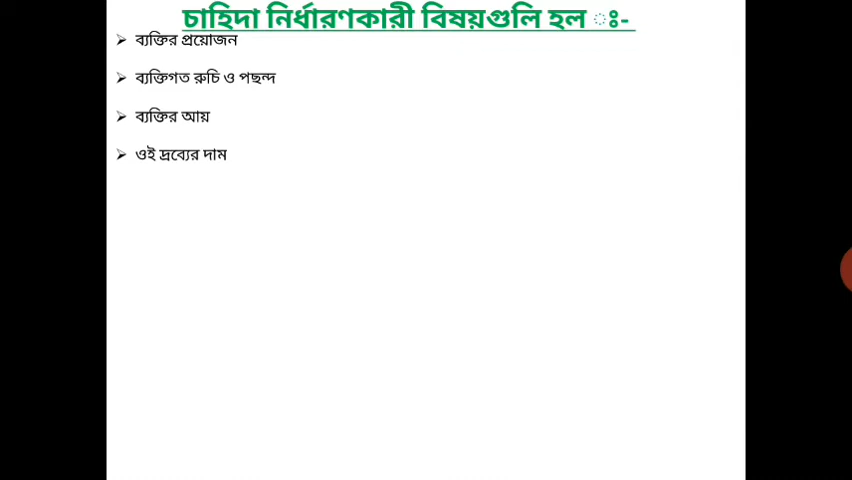 চাহিদা নির্ধারণকারী বিষয়গুলি হল ঃ-
ব্যক্তির প্রয়োজন
ব্যক্তিগত রুচি ও পছন্দ
ব্যক্তির আয়
ওই দ্রব্যের দাম